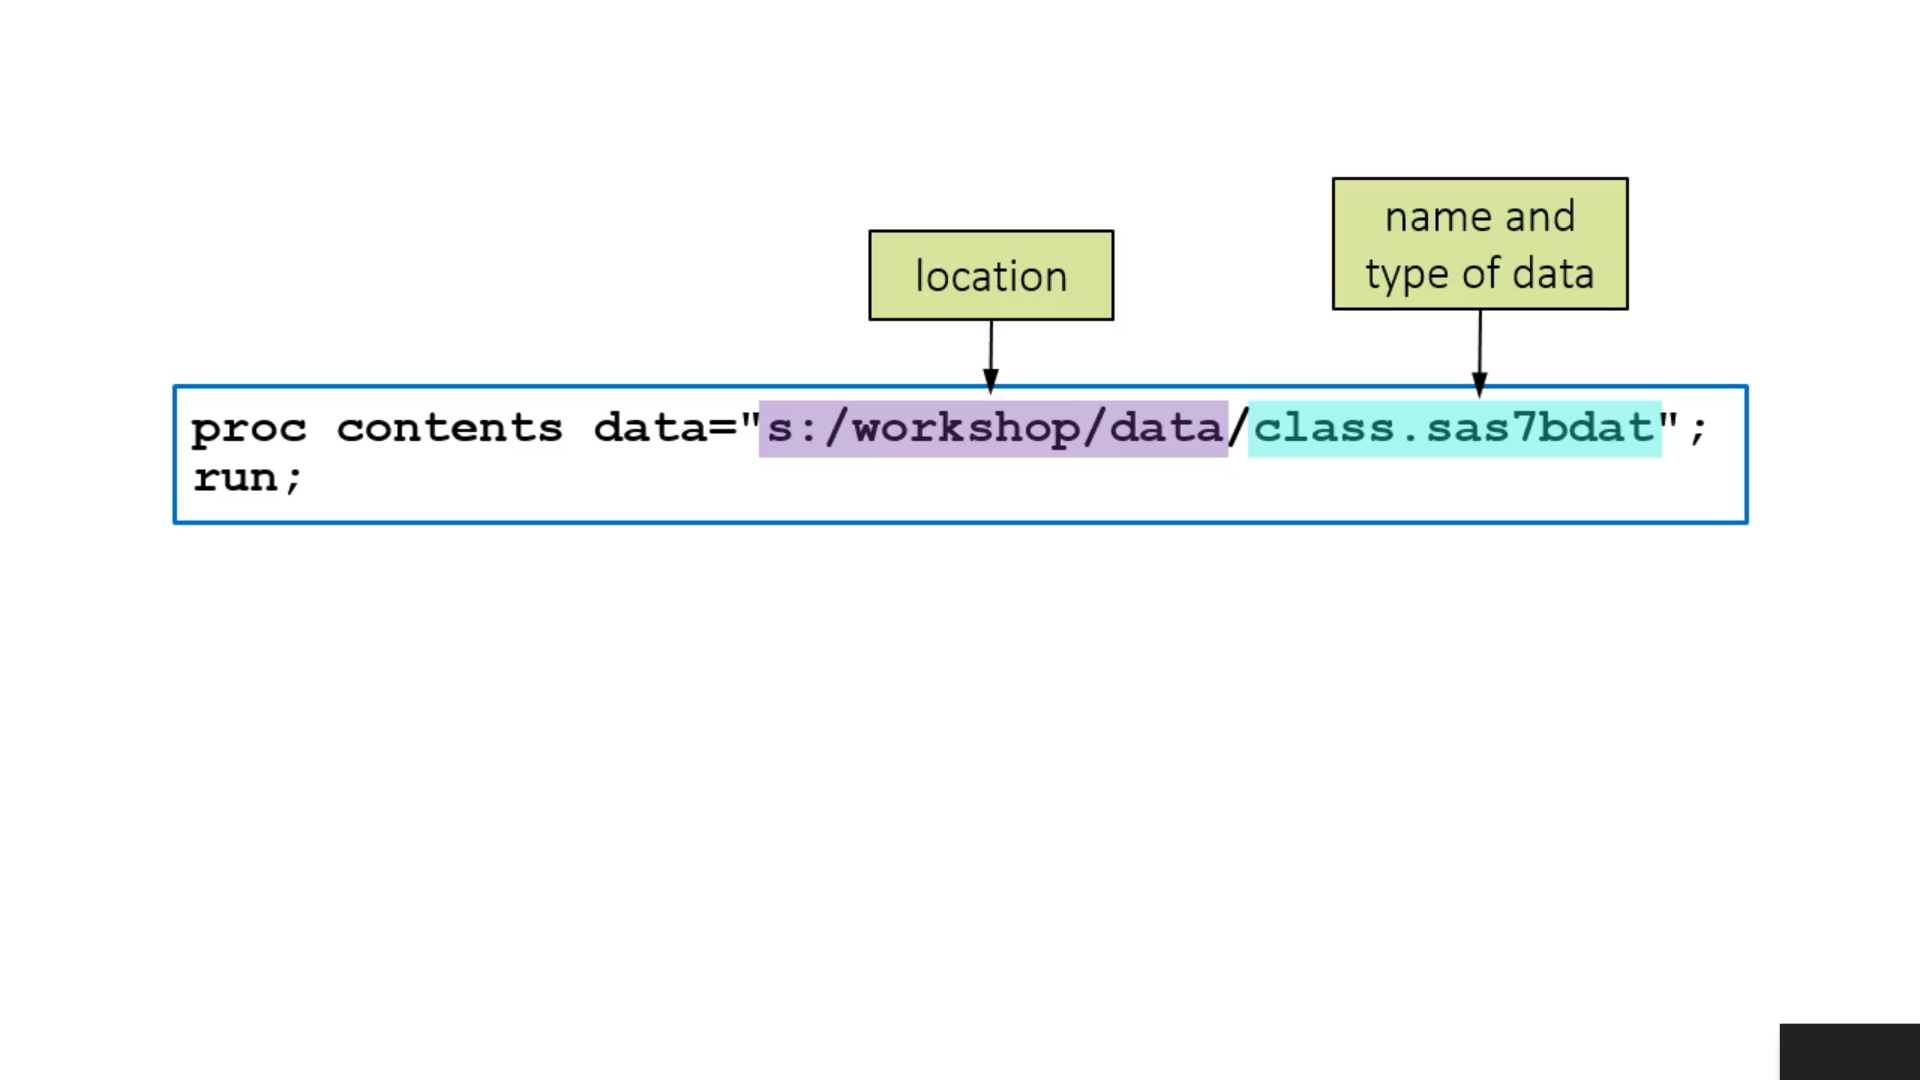 name and
type of data
location
proc contents data="s:/workshop/data/class.sas7bdat";
run;